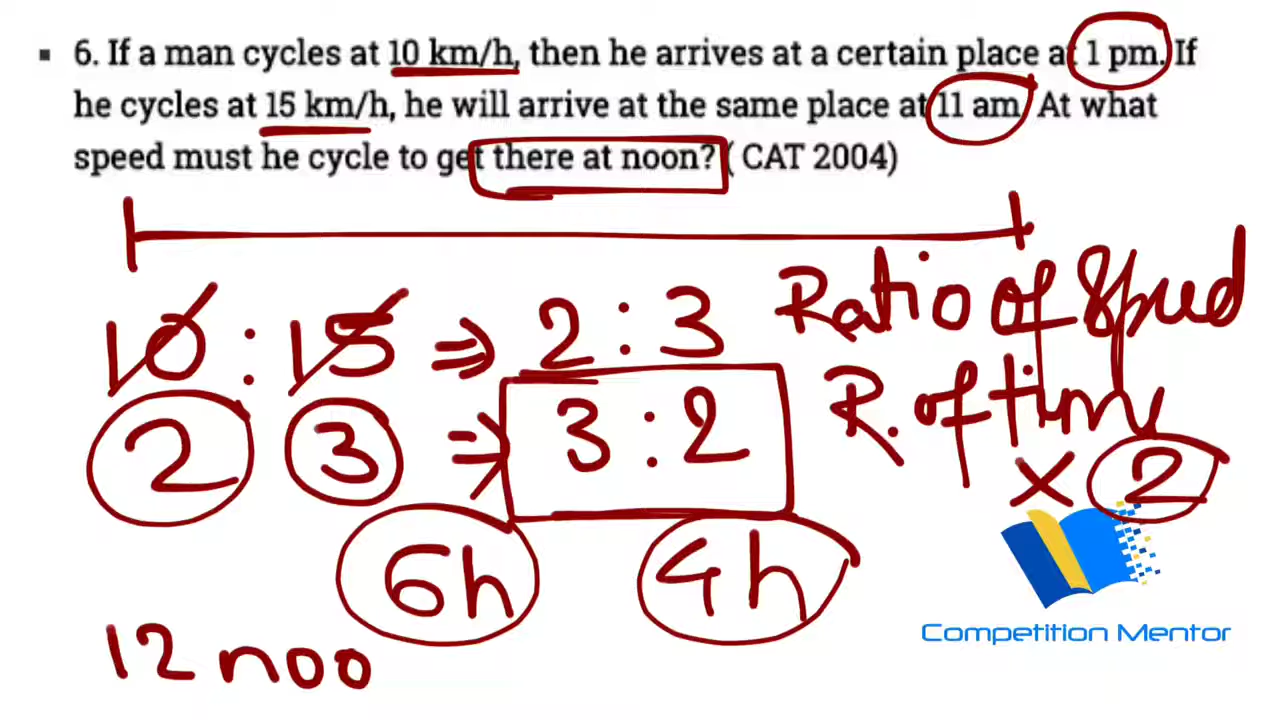 ▪ 6. If a man cycles at 10 km/h, then he arrives at a certain place at 1 pm. If
he cycles at 15 km/h, he will arrive at the same place at 11 am. At what
speed must he cycle to get there at noon? ( CAT 2004)
10 : 15 ⇒ 2 : 3 Ratio of Speed
2 3 ⇒ 3 : 2 R. of time
× 2
6h 4h
Competition Mentor
12 noo